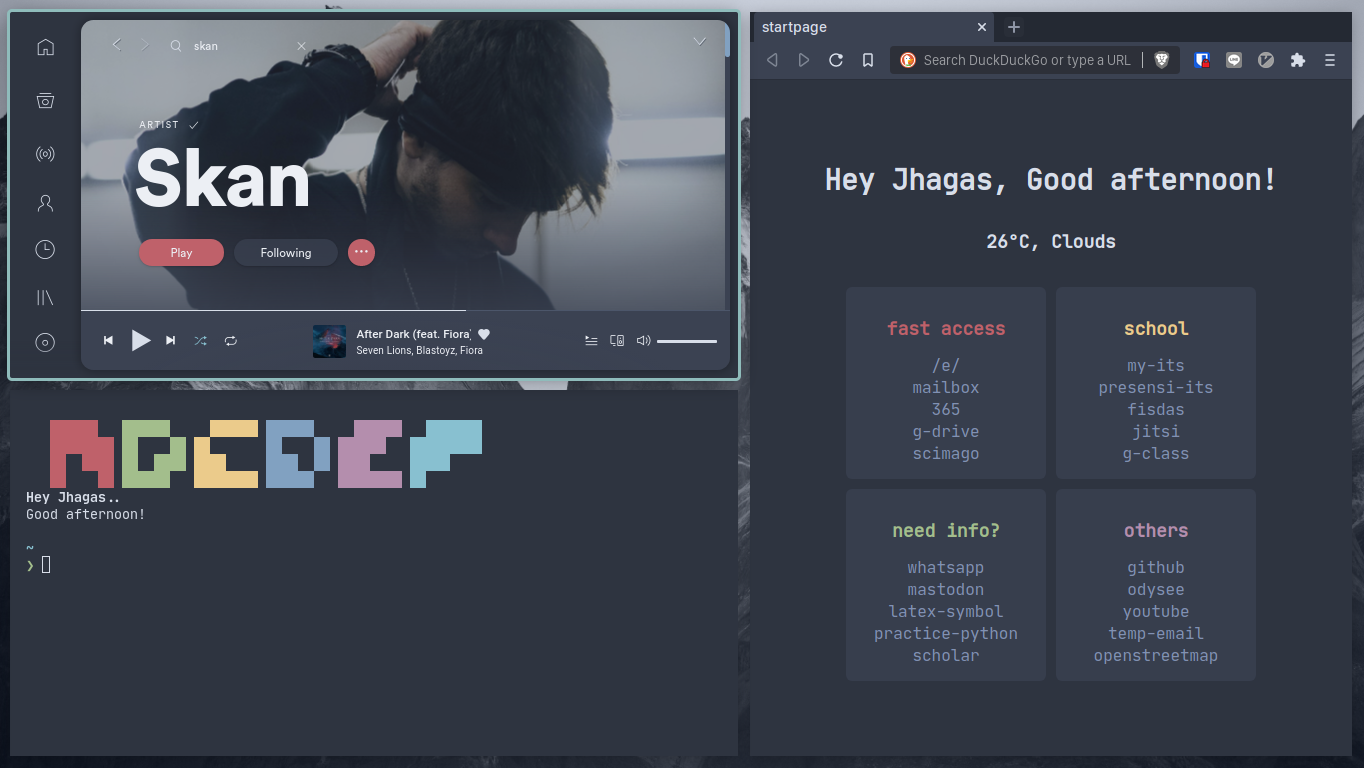 skan
ARTIST
Skan
Play
Following
After Dark (feat. Fiora)
Seven Lions, Blastoyz, Fiora
Hey Jhagas..
Good afternoon!
~
❯
startpage
Search DuckDuckGo or type a URL
Hey Jhagas, Good afternoon!
26°C, Clouds
fast access
/e/
mailbox
365
g-drive
scimago
school
my-its
presensi-its
fisdas
jitsi
g-class
need info?
whatsapp
mastodon
latex-symbol
practice-python
scholar
others
github
odysee
youtube
temp-email
openstreetmap